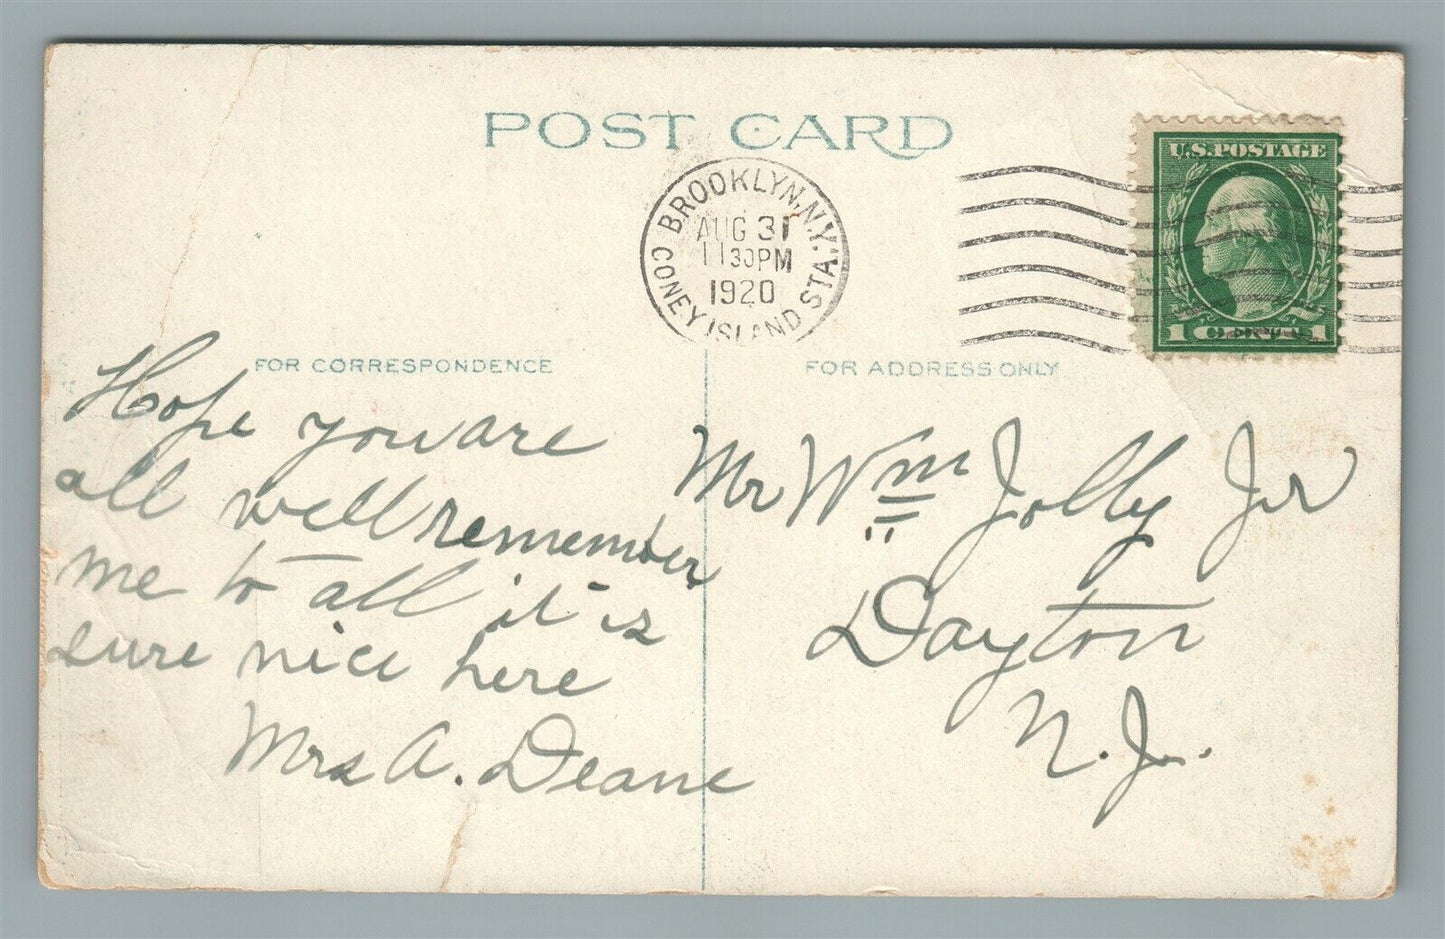 POST CARD
BROOKLYN, N.Y.
CONEY ISLAND STA.
AUG 31
1130PM
1920
U.S. POSTAGE
1 CENT 1
FOR CORRESPONDENCE
FOR ADDRESS ONLY
Hope you are
all well remember
me to all it is
sure nice here
Mrs A. Deane
Mr Wm Jolly Jr
Dayton
N.J.